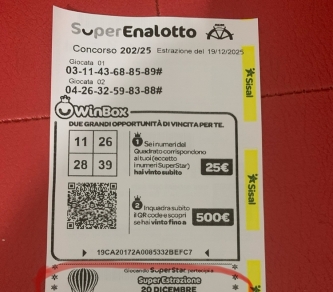 SuperEnalotto
Concorso 202/25 Estrazione del 19/12/2025
Giocata 01
03-11-43-68-85-89#
Giocata 02
04-26-32-59-83-88#
Sisal
WinBox
DUE GRANDI OPPORTUNITÀ DI VINCITA PER TE.
11 26
28 39
1 Se i numeri del
Quadrato corrispondono
ai tuoi (eccetto
i numeri SuperStar)
hai vinto subito
25€
2 Inquadra subito
il QR code e scopri
se hai vinto fino a
500€
Sisal
19CA20172A0085332BEFC7
Giocando SuperStar partecipi a
Super Estrazione
20 DICEMBRE
Sisal